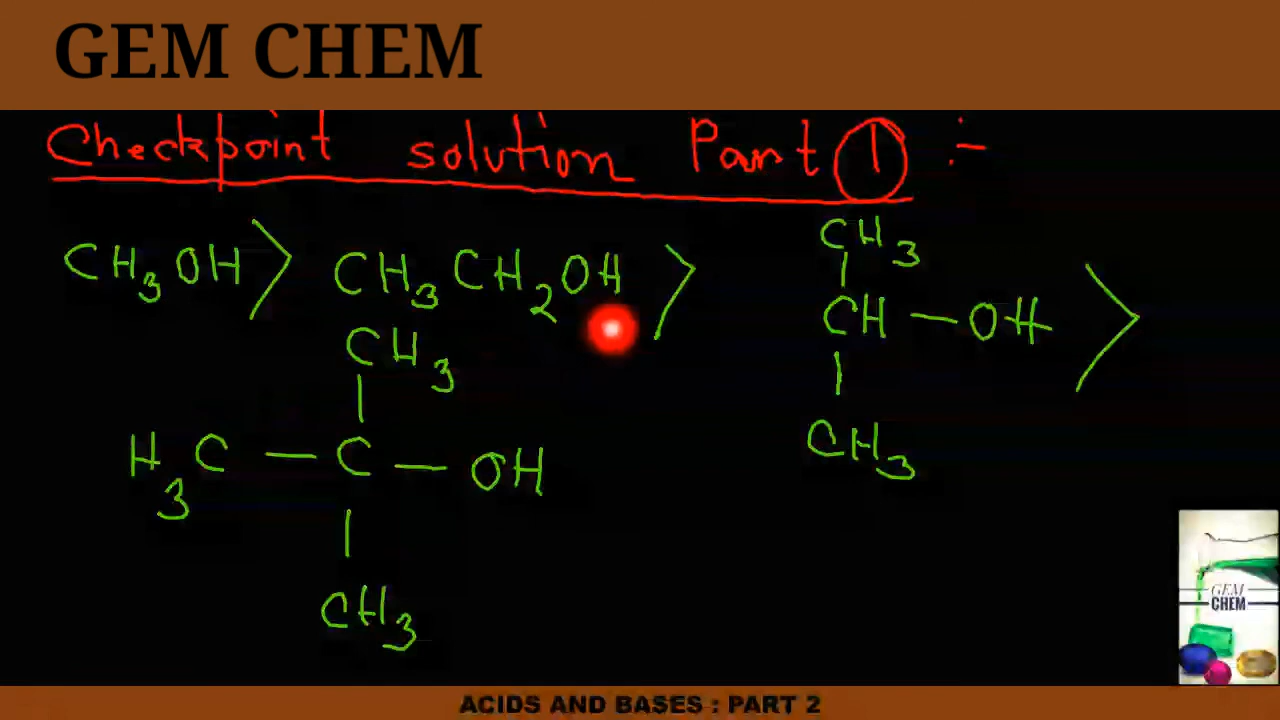 GEM CHEM
Checkpoint solution Part 1 :-
CH3OH > CH3CH2OH > CH3
CH — OH >
CH3
CH3
H3C — C — OH
CH3
GEM
CHEM
ACIDS AND BASES : PART 2